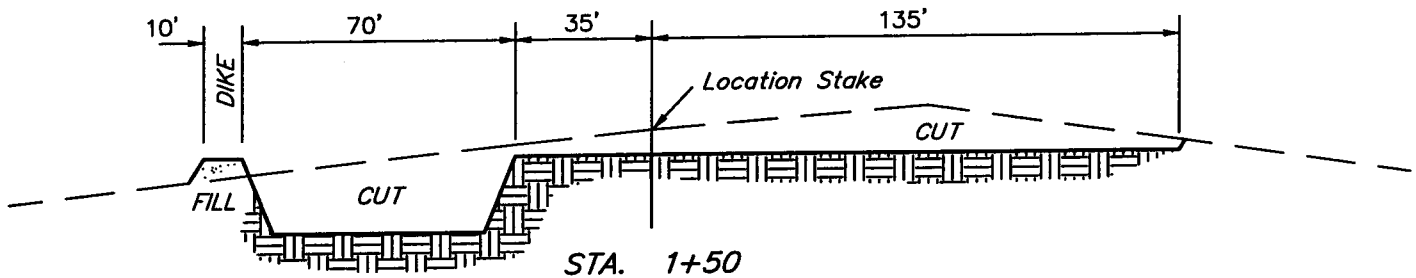 10' 70' 35' 135'
DIKE
Location Stake
CUT
FILL CUT
STA. 1+50